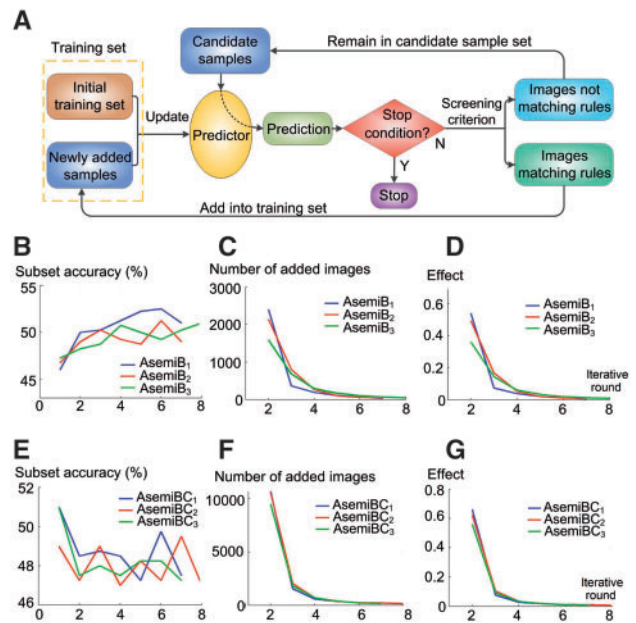 A
Training set
Candidate samples
Remain in candidate sample set
Initial training set
Newly added samples
Update
Predictor
Prediction
Stop condition?
N
Y
Stop
Screening criterion
Images not matching rules
Images matching rules
Add into training set
B
Subset accuracy (%)
55
50
45
0 2 4 6 8
AsemiB1
AsemiB2
AsemiB3
C
Number of added images
3000
2000
1000
0
2 4 6 8
AsemiB1
AsemiB2
AsemiB3
D
Effect
0.6
0.4
0.2
0
2 4 6 8
AsemiB1
AsemiB2
AsemiB3
Iterative round
E
Subset accuracy (%)
52
50
48
46
0 2 4 6 8
AsemiBC1
AsemiBC2
AsemiBC3
F
Number of added images
10000
5000
0
2 4 6 8
AsemiBC1
AsemiBC2
AsemiBC3
G
Effect
0.8
0.6
0.4
0.2
0
2 4 6 8
AsemiBC1
AsemiBC2
AsemiBC3
Iterative round